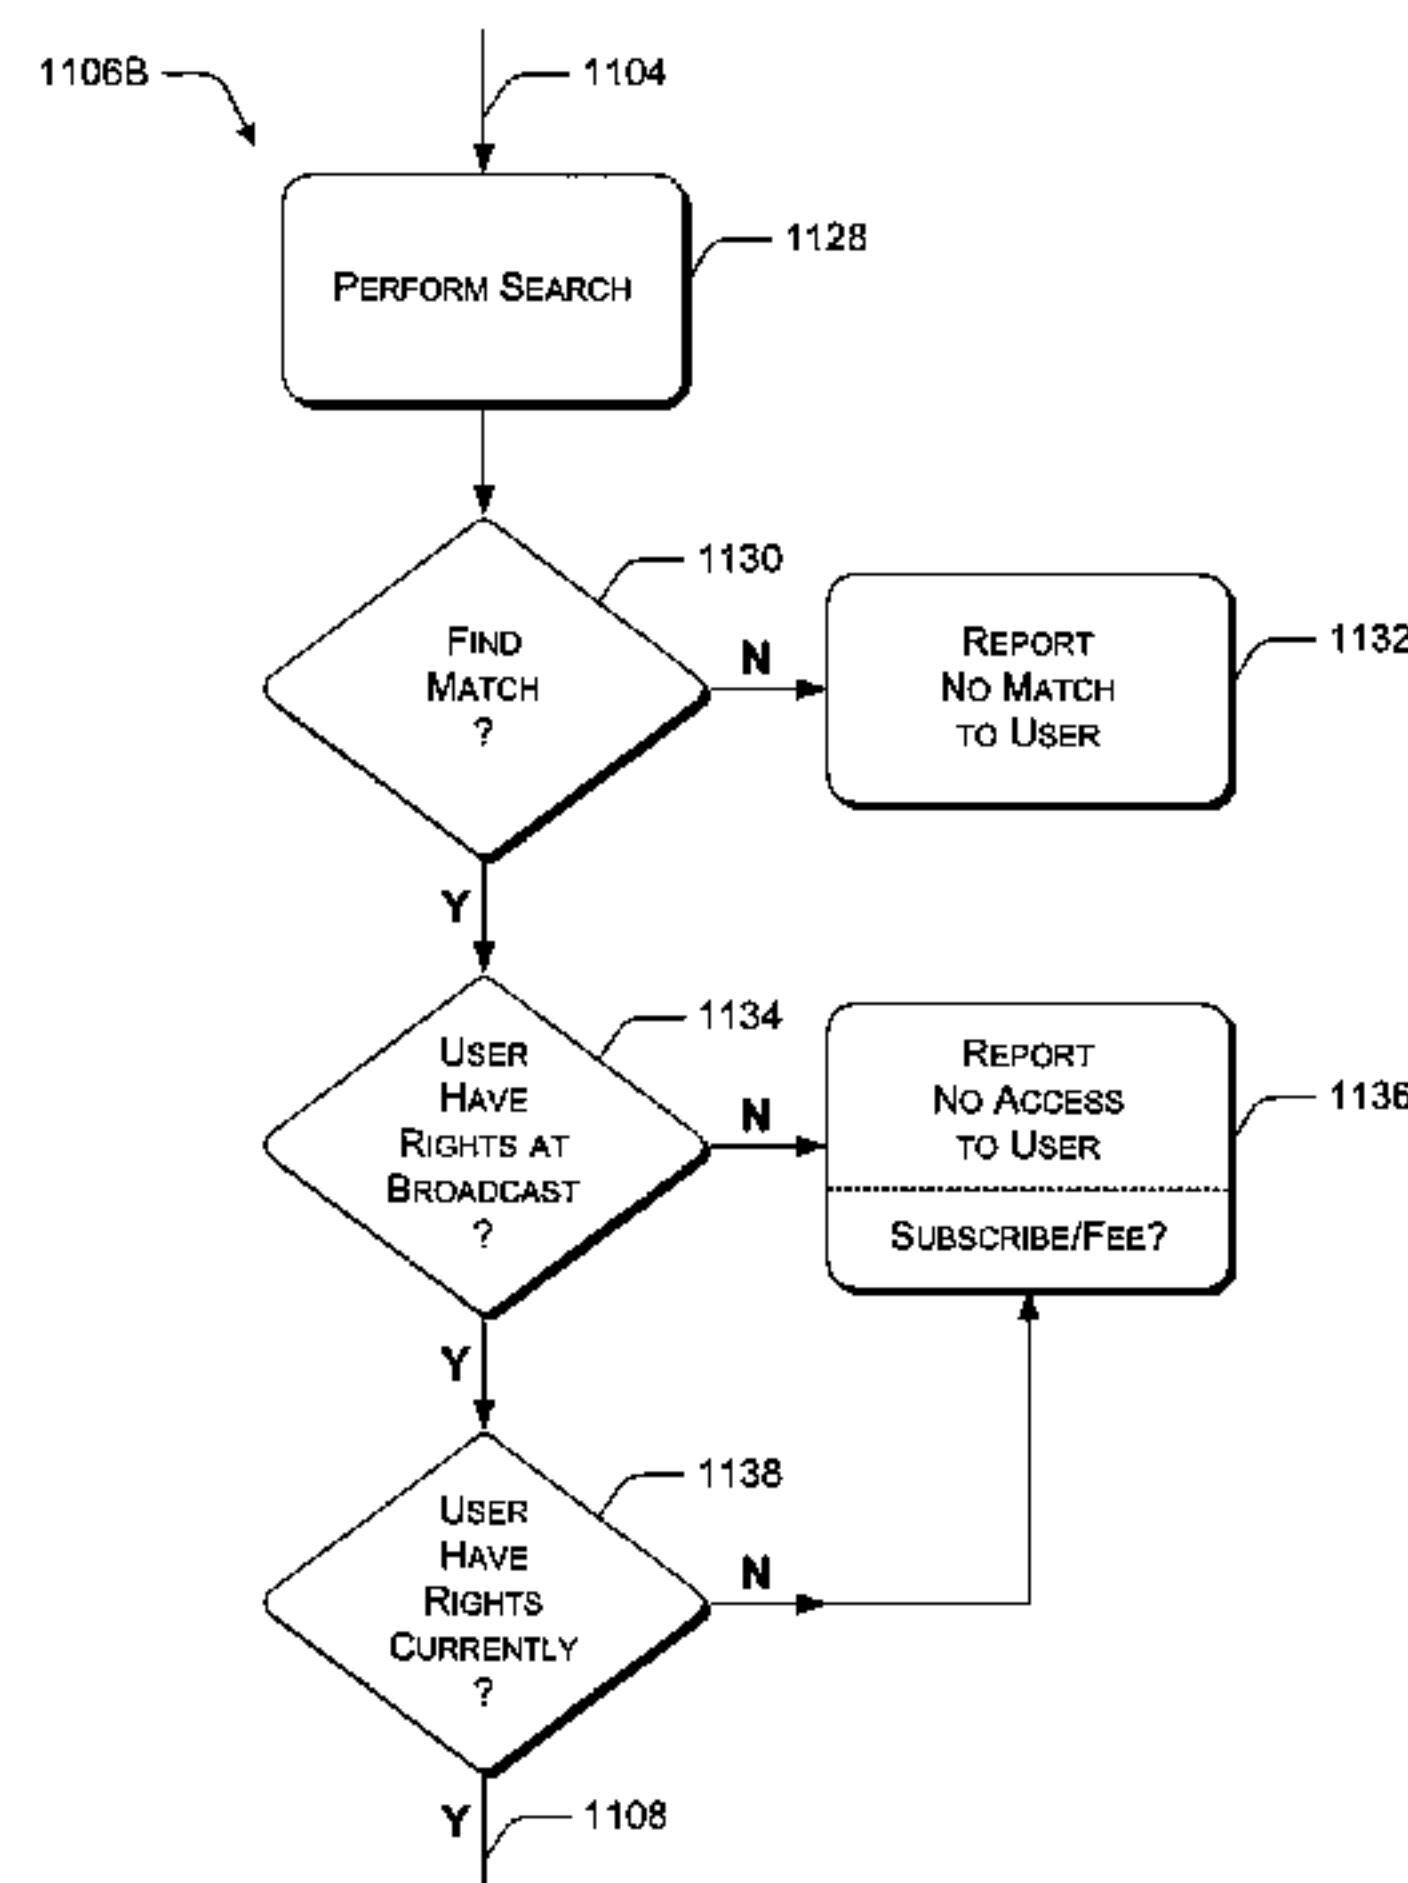 1106B
1104
PERFORM SEARCH
1128
FIND
MATCH
?
1130
N
REPORT
NO MATCH
TO USER
1132
Y
USER
HAVE
RIGHTS AT
BROADCAST
?
1134
N
REPORT
NO ACCESS
TO USER
SUBSCRIBE/FEE?
1136
Y
USER
HAVE
RIGHTS
CURRENTLY
?
1138
N
Y
1108